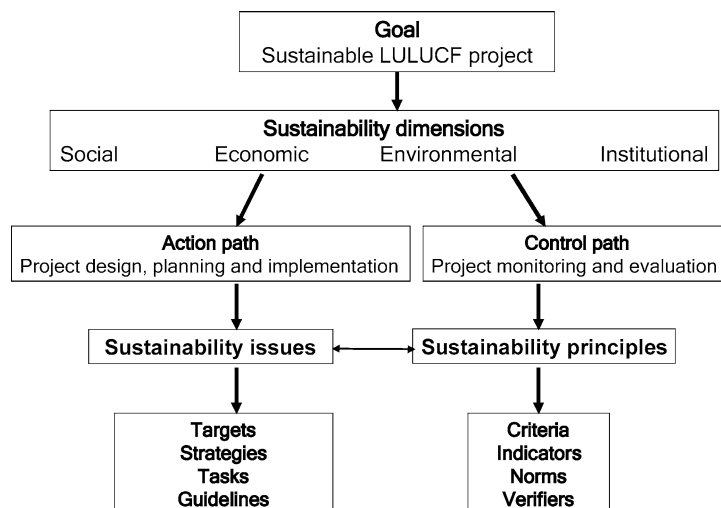 Goal
Sustainable LULUCF project
Sustainability dimensions
Social Economic Environmental Institutional
Action path
Project design, planning and implementation
Control path
Project monitoring and evaluation
Sustainability issues
Sustainability principles
Targets
Strategies
Tasks
Guidelines
Criteria
Indicators
Norms
Verifiers